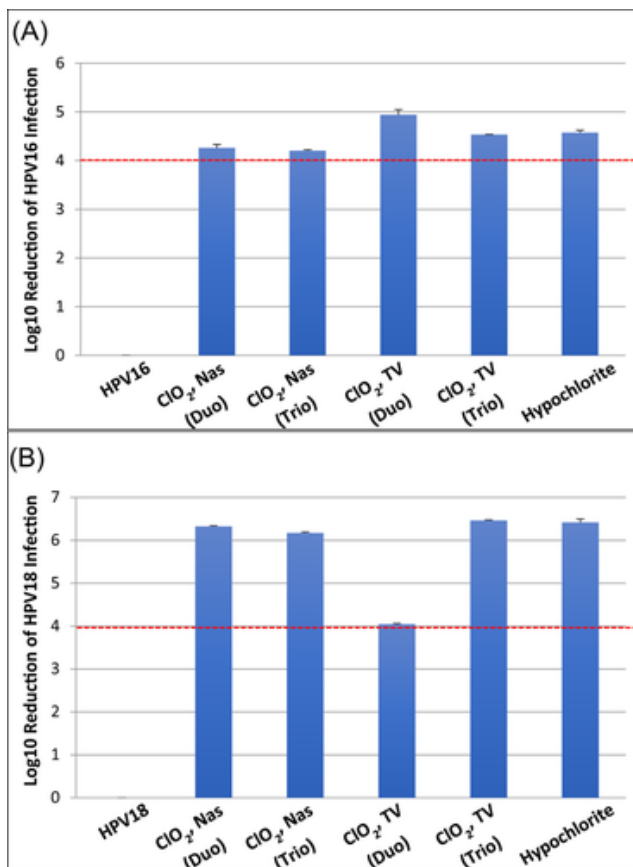 (A)
Log10 Reduction of HPV16 Infection
6
5
4
3
2
1
0
HPV16
ClO₂, Nas
(Duo)
ClO₂, Nas
(Trio)
ClO₂, TV
(Duo)
ClO₂, TV
(Trio)
Hypochlorite
(B)
Log10 Reduction of HPV18 Infection
7
6
5
4
3
2
1
0
HPV18
ClO₂, Nas
(Duo)
ClO₂, Nas
(Trio)
ClO₂, TV
(Duo)
ClO₂, TV
(Trio)
Hypochlorite